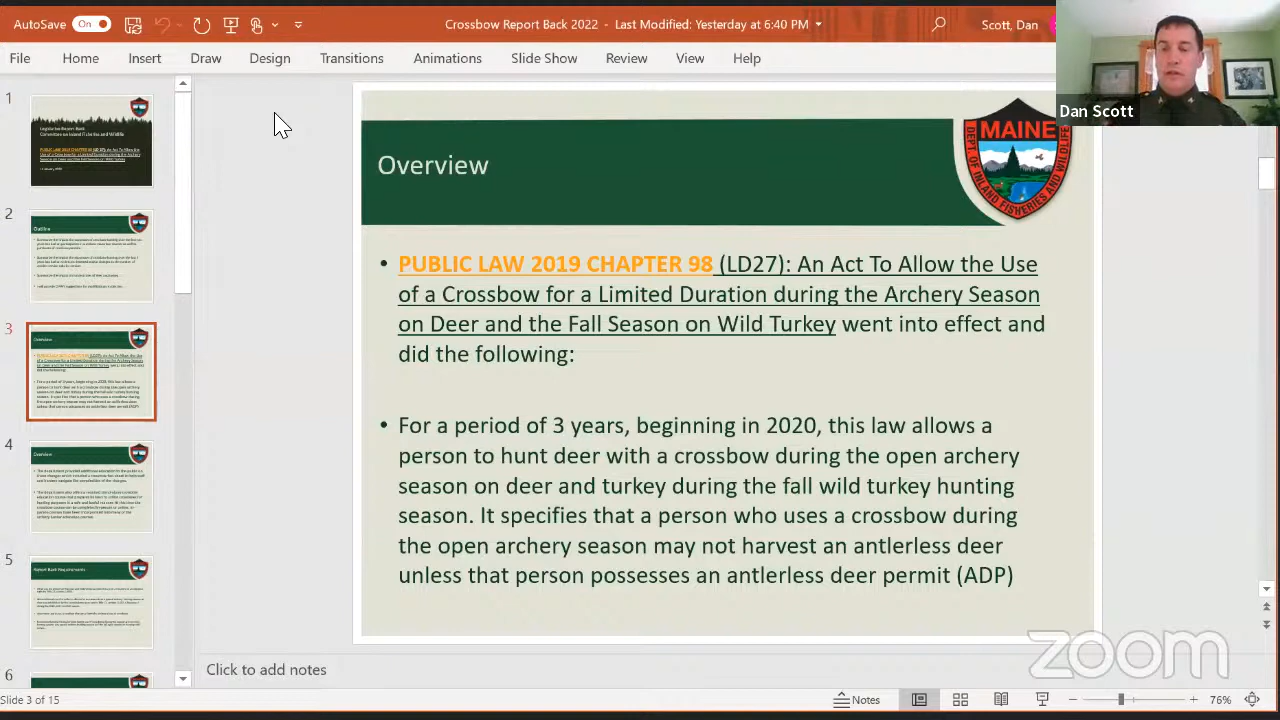 AutoSave On Crossbow Report Back 2022 - Last Modified: Yesterday at 6:40 PM Scott, Dan
File Home Insert Draw Design Transitions Animations Slide Show Review View Help
Dan Scott
1
2
Outline
3
Overview
4
Overview
5
6
Overview
MAINE
DEPT. OF INLAND FISHERIES AND WILDLIFE
• PUBLIC LAW 2019 CHAPTER 98 (LD27): An Act To Allow the Use
of a Crossbow for a Limited Duration during the Archery Season
on Deer and the Fall Season on Wild Turkey went into effect and
did the following:
• For a period of 3 years, beginning in 2020, this law allows a
person to hunt deer with a crossbow during the open archery
season on deer and turkey during the fall wild turkey hunting
season. It specifies that a person who uses a crossbow during
the open archery season may not harvest an antlerless deer
unless that person possesses an antlerless deer permit (ADP)
zoom
Click to add notes
Slide 3 of 15 Notes 76%